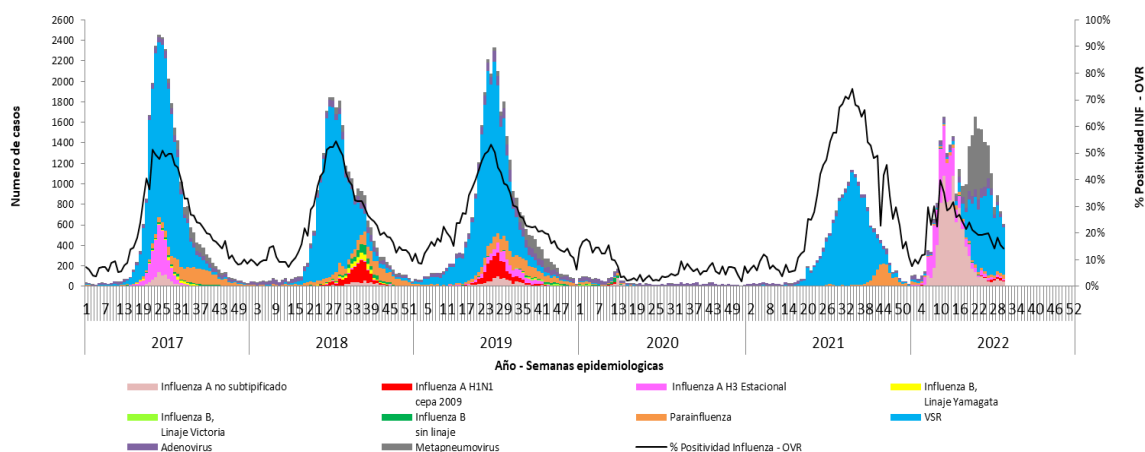 2600
2400
2200
2000
1800
1600
1400
1200
1000
800
600
400
200
0
Numero de casos
100%
90%
80%
70%
60%
50%
40%
30%
20%
10%
0%
% Positividad INF - OVR
1 7 13 19 25 31 37 43 49 3 9 15 21 27 33 39 45 51 5 11 17 23 29 35 41 47 1 7 13 19 25 31 37 43 49 2 8 14 20 26 32 38 44 50 4 10 16 22 28 34 40 46 52
2017 2018 2019 2020 2021 2022
Año - Semanas epidemiologicas
Influenza A no subtipificado
Influenza A H1N1
cepa 2009
Influenza A H3 Estacional
Influenza B,
Linaje Yamagata
Influenza B,
Linaje Victoria
Influenza B
sin linaje
Parainfluenza
VSR
Adenovirus
Metapneumovirus
% Positividad Influenza - OVR